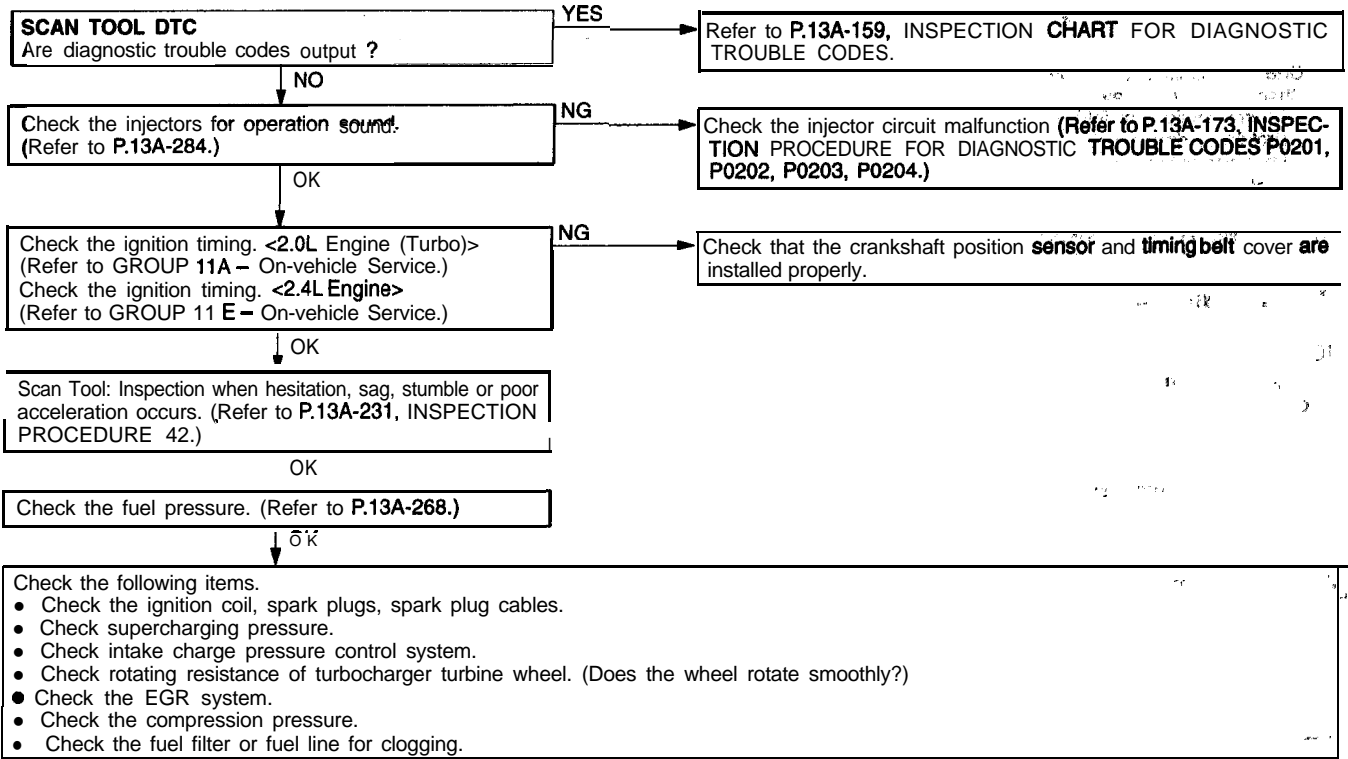 SCAN TOOL DTC
Are diagnostic trouble codes output ?
YES
Refer to P.13A-159, INSPECTION CHART FOR DIAGNOSTIC
TROUBLE CODES.
NO
Check the injectors for operation sound.
(Refer to P.13A-284.)
NG
Check the injector circuit malfunction (Refer to P.13A-173, INSPEC-
TION PROCEDURE FOR DIAGNOSTIC TROUBLE CODES P0201,
P0202, P0203, P0204.)
OK
Check the ignition timing. <2.0L Engine (Turbo)>
(Refer to GROUP 11A – On-vehicle Service.)
Check the ignition timing. <2.4L Engine>
(Refer to GROUP 11 E – On-vehicle Service.)
NG
Check that the crankshaft position sensor and timing belt cover are
installed properly.
OK
Scan Tool: Inspection when hesitation, sag, stumble or poor
acceleration occurs. (Refer to P.13A-231, INSPECTION
PROCEDURE 42.)
OK
Check the fuel pressure. (Refer to P.13A-268.)
OK
Check the following items.
● Check the ignition coil, spark plugs, spark plug cables.
● Check supercharging pressure.
● Check intake charge pressure control system.
● Check rotating resistance of turbocharger turbine wheel. (Does the wheel rotate smoothly?)
● Check the EGR system.
● Check the compression pressure.
● Check the fuel filter or fuel line for clogging.